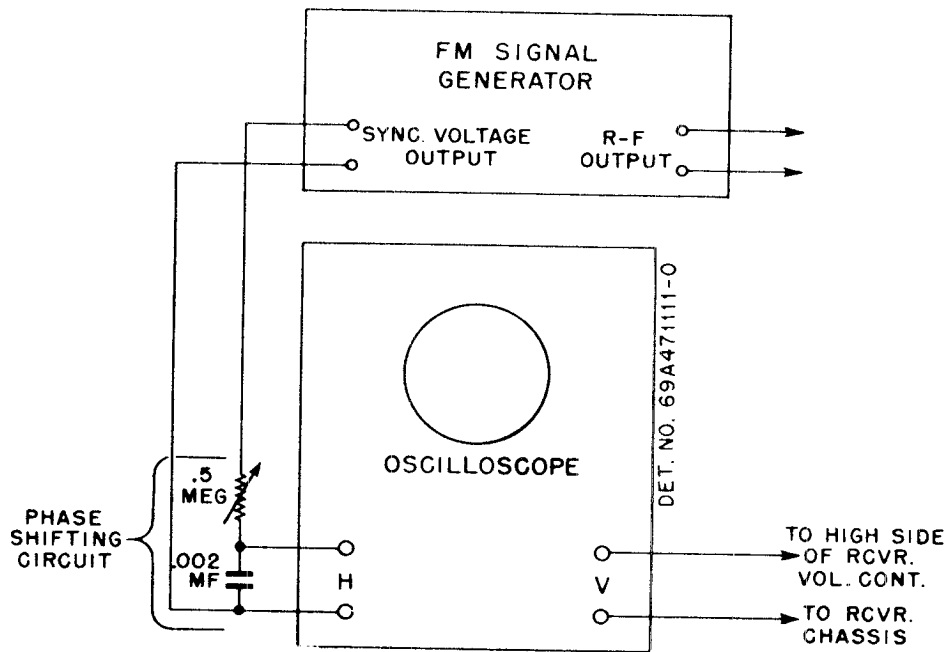 FM SIGNAL
GENERATOR
SYNC. VOLTAGE
OUTPUT
R-F
OUTPUT
DET. NO. 69A471111-0
OSCILLOSCOPE
.5
MEG
PHASE
SHIFTING
CIRCUIT
.002
MF
H
V
TO HIGH SIDE
OF RCVR.
VOL. CONT.
TO RCVR.
CHASSIS